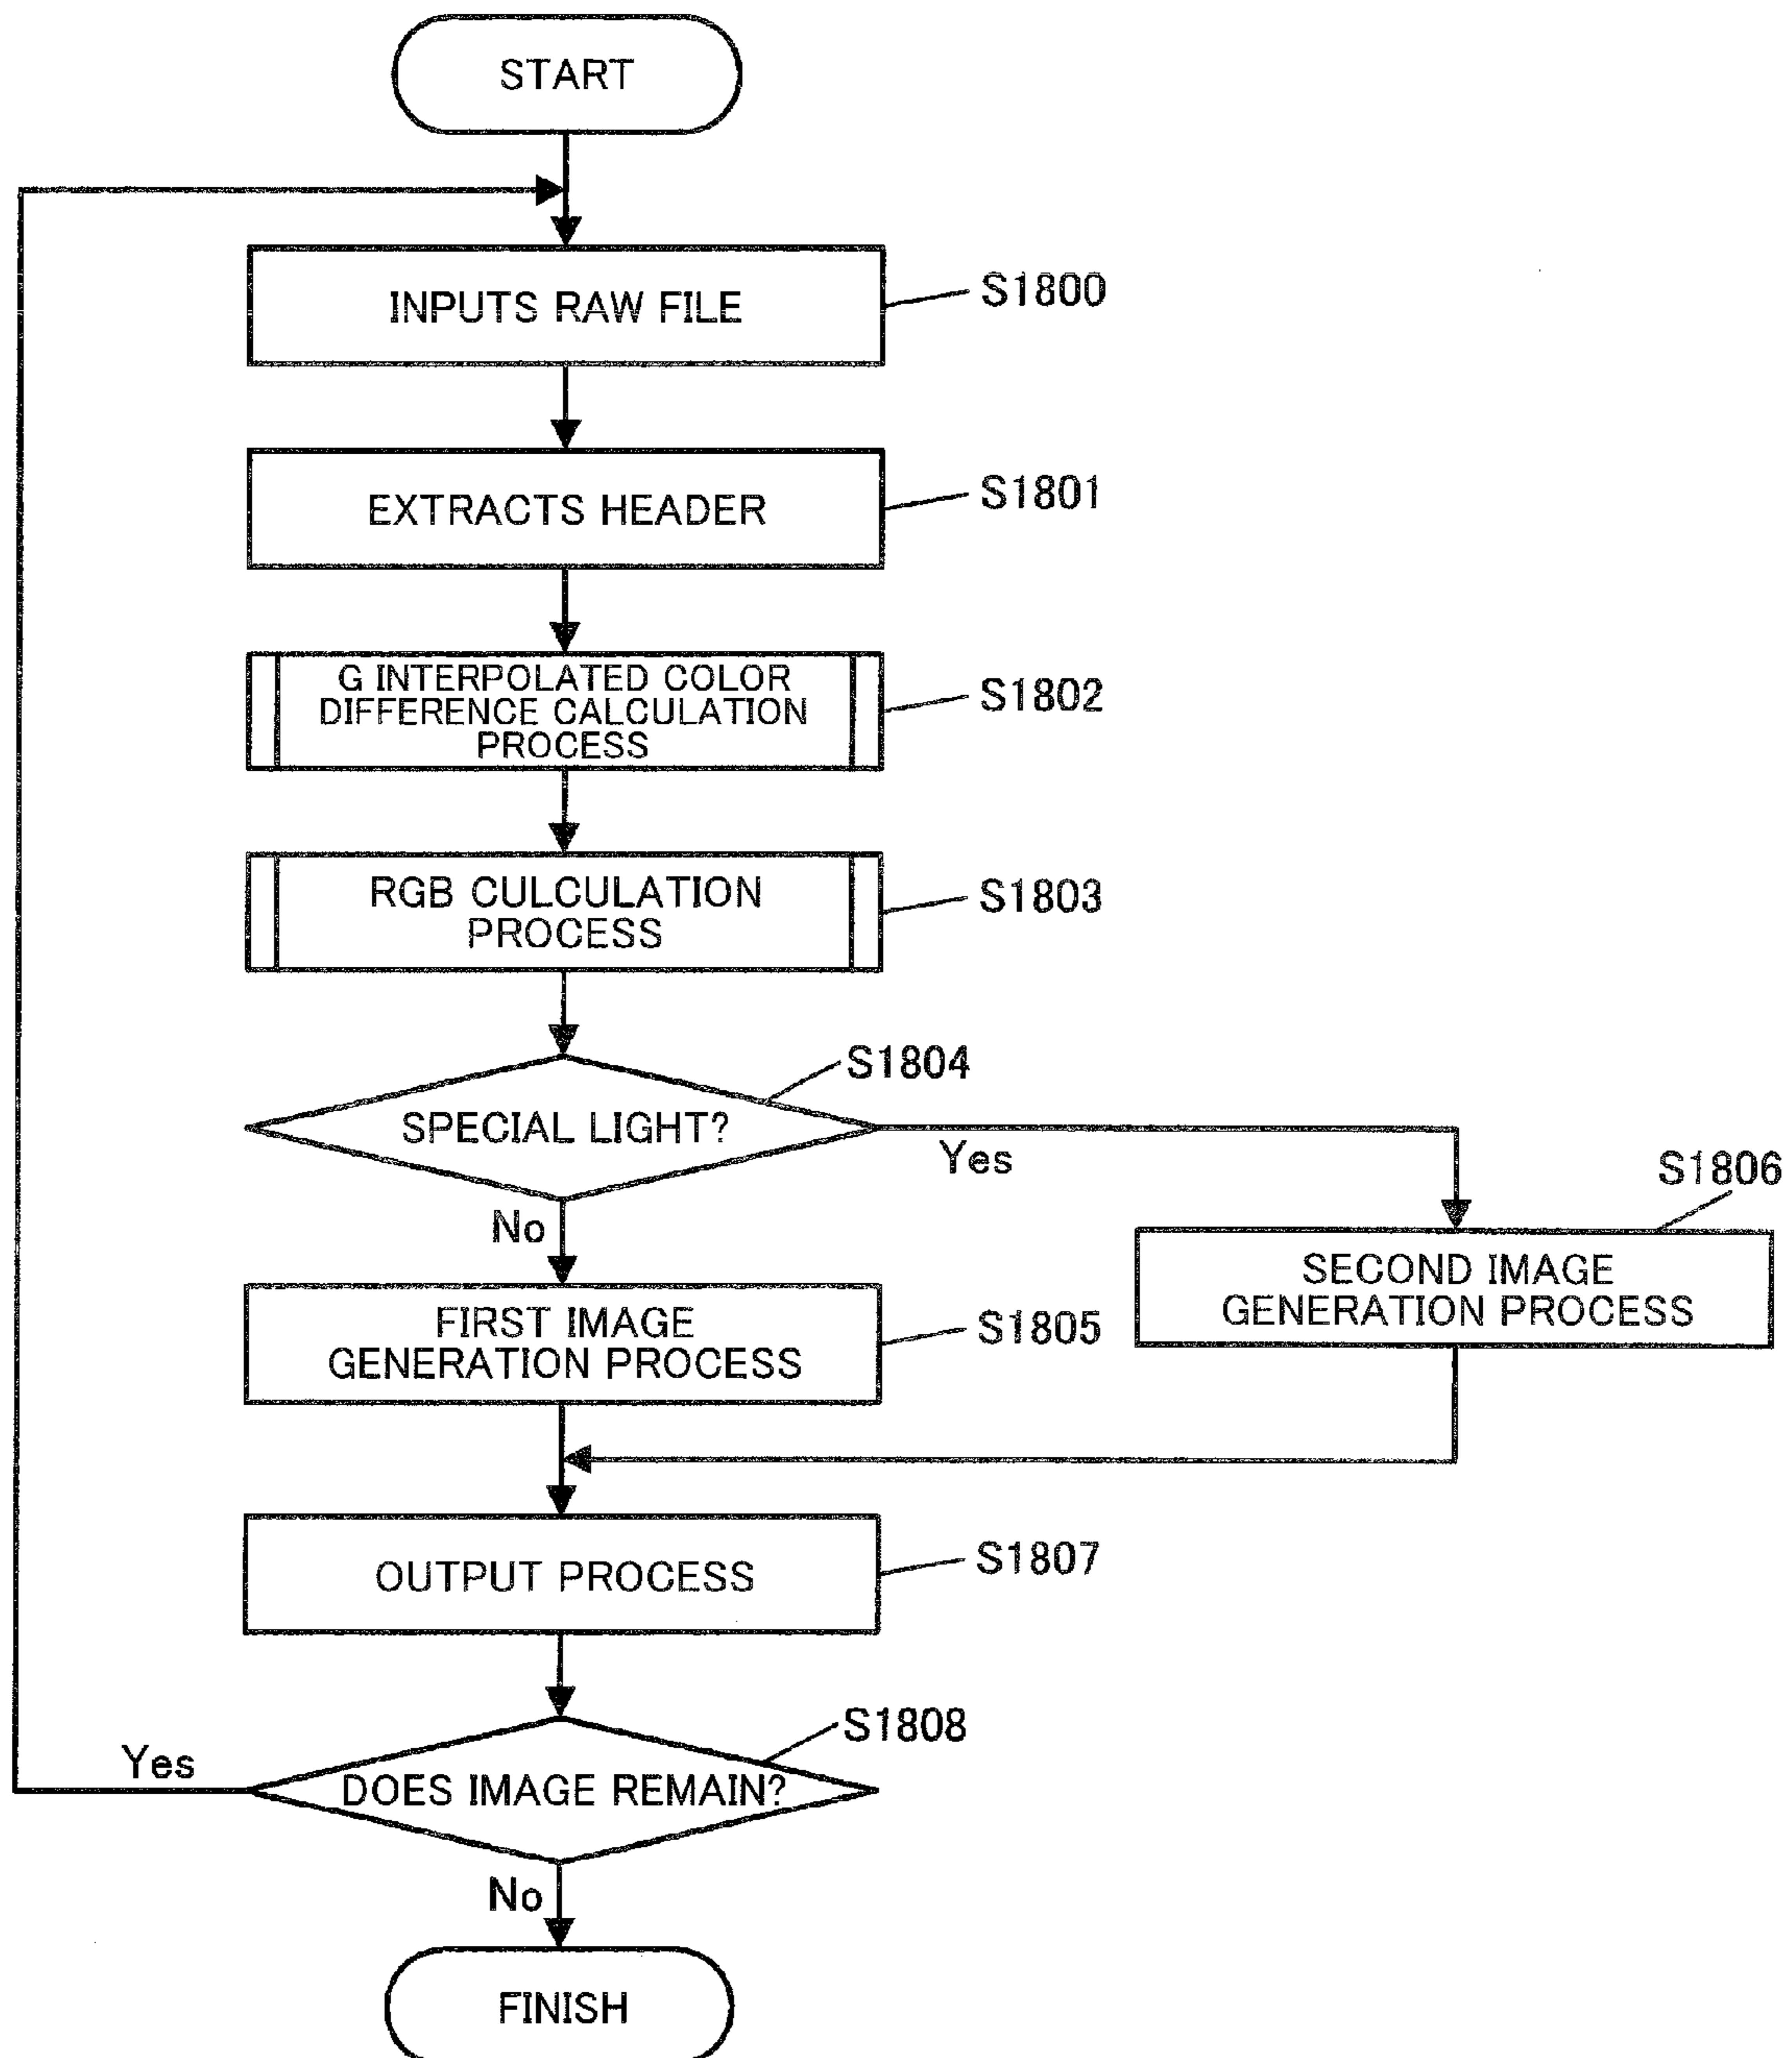 START
INPUTS RAW FILE
S1800
EXTRACTS HEADER
S1801
G INTERPOLATED COLOR
DIFFERENCE CALCULATION
PROCESS
S1802
RGB CULCULATION
PROCESS
S1803
SPECIAL LIGHT?
S1804
Yes
No
FIRST IMAGE
GENERATION PROCESS
S1805
S1806
SECOND IMAGE
GENERATION PROCESS
OUTPUT PROCESS
S1807
DOES IMAGE REMAIN?
S1808
Yes
No
FINISH